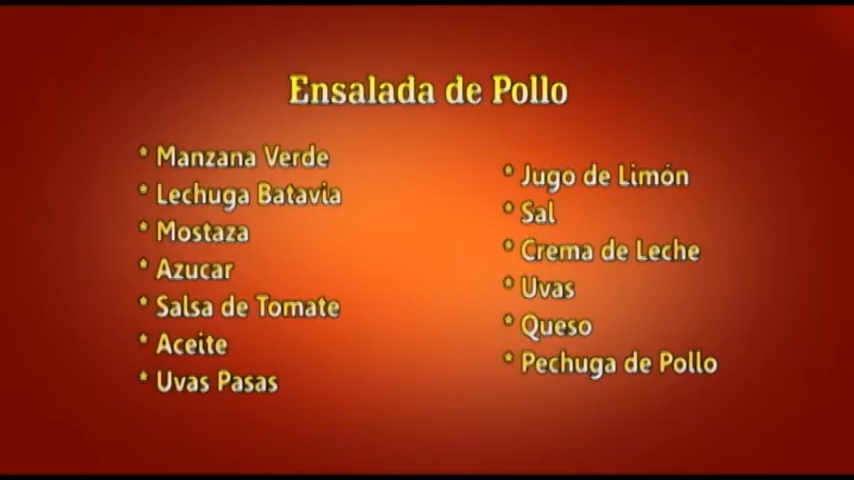 Ensalada de Pollo
* Manzana Verde
* Lechuga Batavia
* Mostaza
* Azucar
* Salsa de Tomate
* Aceite
* Uvas Pasas
* Jugo de Limón
* Sal
* Crema de Leche
* Uvas
* Queso
* Pechuga de Pollo